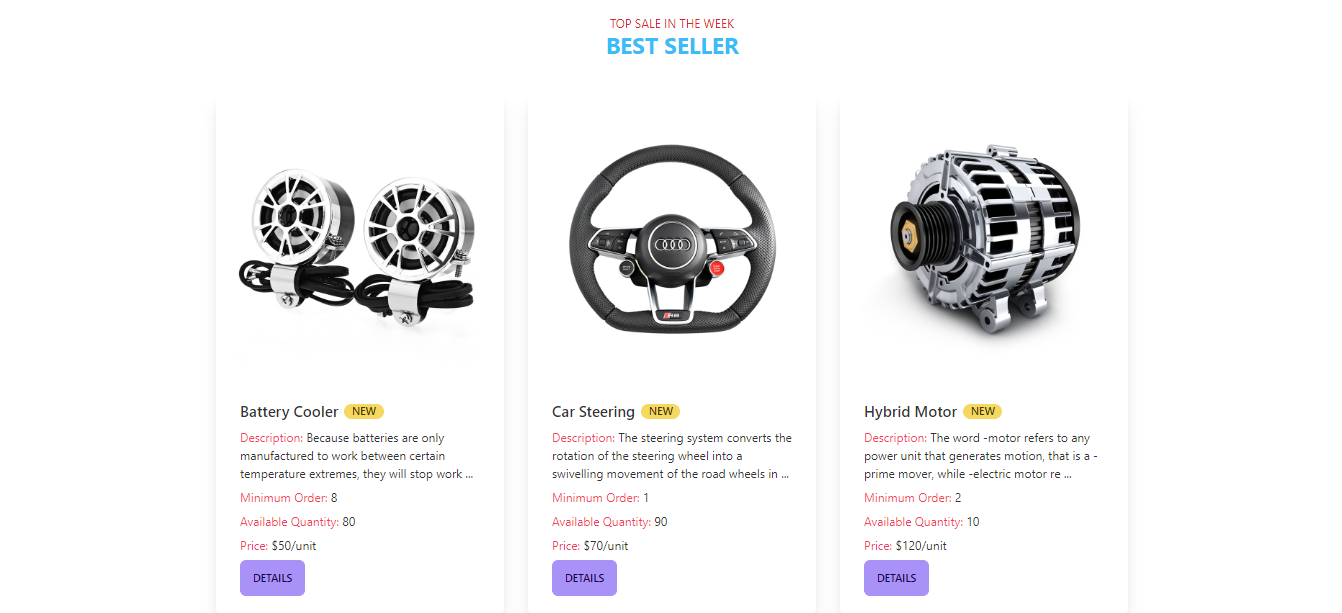 TOP SALE IN THE WEEK
BEST SELLER
Battery Cooler NEW
Description: Because batteries are only
manufactured to work between certain
temperature extremes, they will stop work ...
Minimum Order: 8
Available Quantity: 80
Price: $50/unit
DETAILS
Car Steering NEW
Description: The steering system converts the
rotation of the steering wheel into a
swivelling movement of the road wheels in ...
Minimum Order: 1
Available Quantity: 90
Price: $70/unit
DETAILS
Hybrid Motor NEW
Description: The word -motor refers to any
power unit that generates motion, that is a -
prime mover, while -electric motor re ...
Minimum Order: 2
Available Quantity: 10
Price: $120/unit
DETAILS